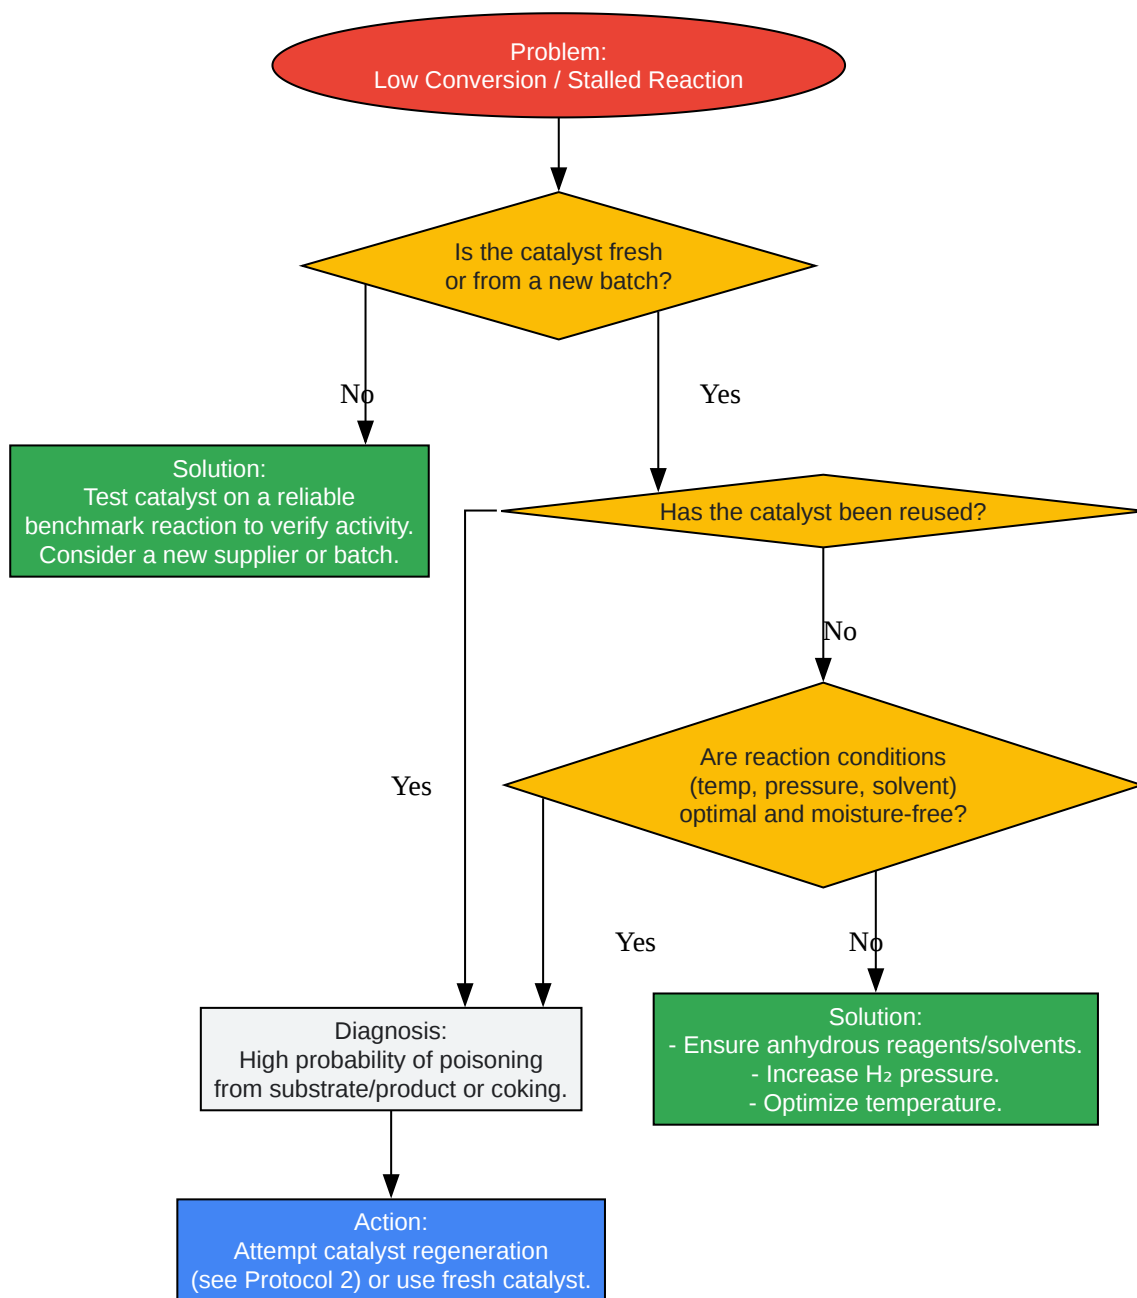 Problem:
Low Conversion / Stalled Reaction
Is the catalyst fresh
or from a new batch?
No
Yes
Solution:
Test catalyst on a reliable
benchmark reaction to verify activity.
Consider a new supplier or batch.
Has the catalyst been reused?
No
Yes
Are reaction conditions
(temp, pressure, solvent)
optimal and moisture-free?
Yes
No
Diagnosis:
High probability of poisoning
from substrate/product or coking.
Solution:
- Ensure anhydrous reagents/solvents.
- Increase H₂ pressure.
- Optimize temperature.
Action:
Attempt catalyst regeneration
(see Protocol 2) or use fresh catalyst.